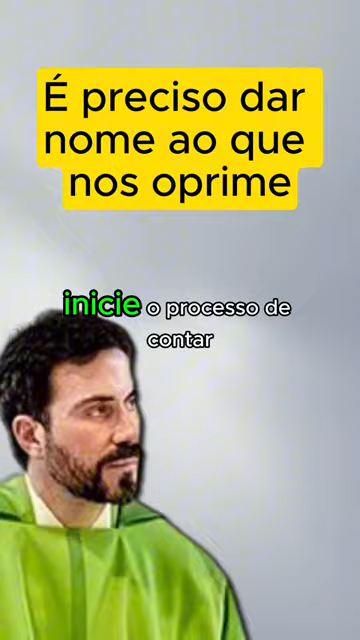 É preciso dar
nome ao que
nos oprime
inicie o processo de
contar